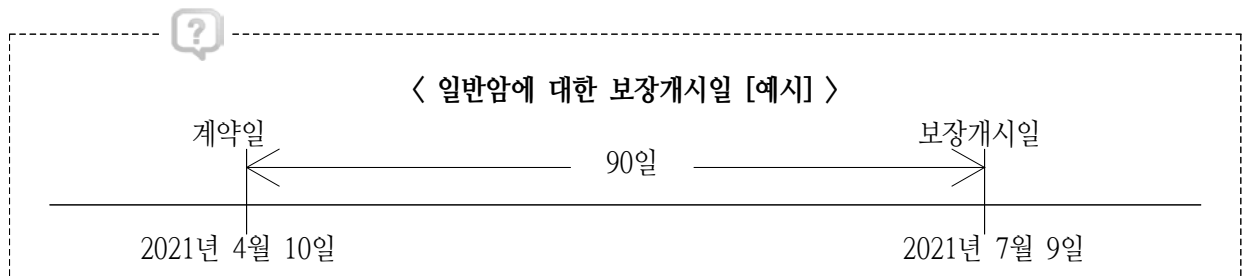 ?
〈 일반암에 대한 보장개시일 [예시] 〉
계약일 보장개시일
90일
2021년 4월 10일 2021년 7월 9일